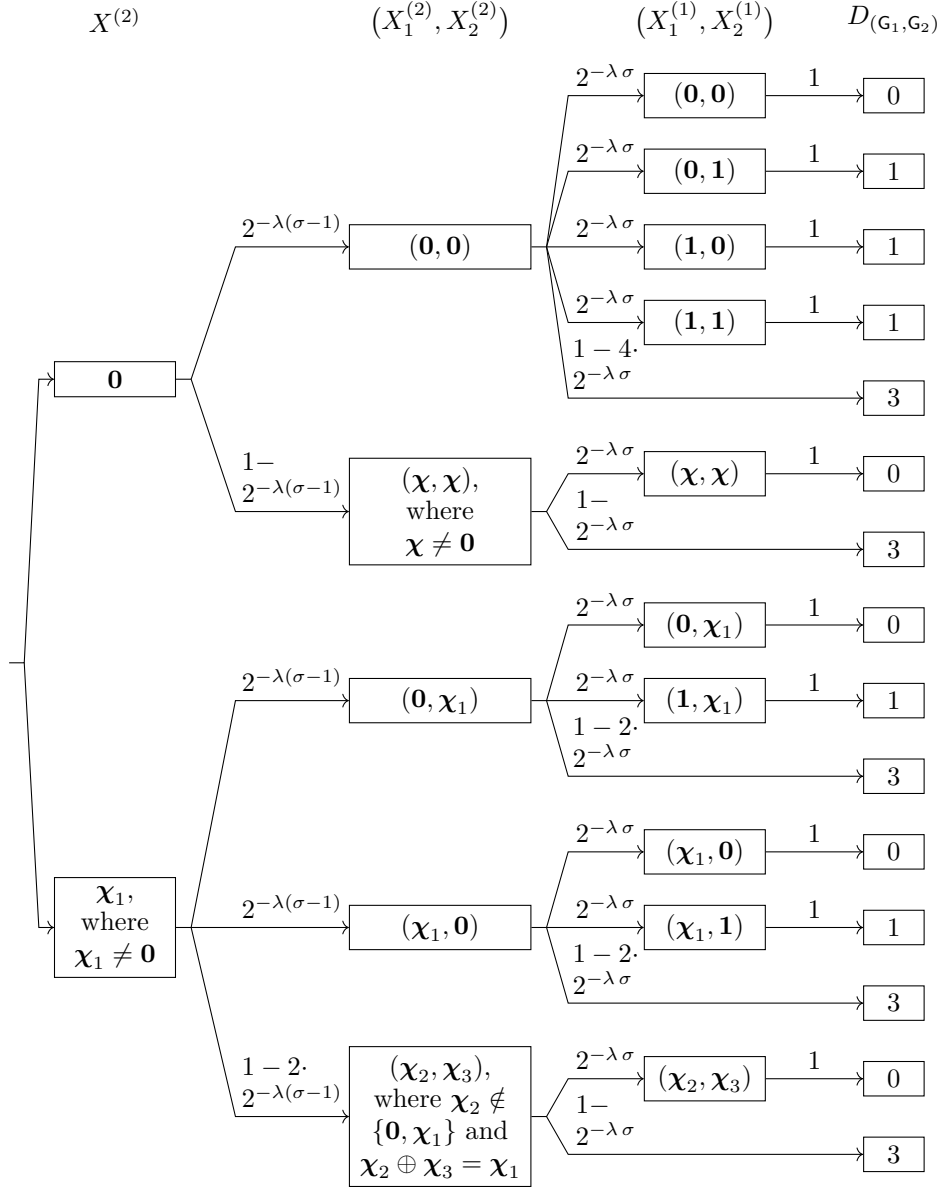 X^{(2)} (X_1^{(2)}, X_2^{(2)}) (X_1^{(1)}, X_2^{(1)}) D_{(G_1,G_2)}
2^{-λσ} (0, 0) 1 0
2^{-λσ} (0, 1) 1 1
2^{-λ(σ−1)} (0, 0) 2^{-λσ} (1, 0) 1 1
2^{-λσ} (1, 1) 1 1
1 − 4·
2^{-λσ} 3
0
1−
2^{-λ(σ−1)} (χ, χ),
where
χ ≠ 0
2^{-λσ} (χ, χ) 1 0
1−
2^{-λσ} 3
2^{-λσ} (0, χ_1) 1 0
2^{-λ(σ−1)} (0, χ_1) 2^{-λσ} (1, χ_1) 1 1
1 − 2·
2^{-λσ} 3
χ_1,
where
χ_1 ≠ 0
2^{-λσ} (χ_1, 0) 1 0
2^{-λ(σ−1)} (χ_1, 0) 2^{-λσ} (χ_1, 1) 1 1
1 − 2·
2^{-λσ} 3
1 − 2·
2^{-λ(σ−1)} (χ_2, χ_3),
where χ_2 ∉
{0, χ_1} and
χ_2 ⊕ χ_3 = χ_1
2^{-λσ} (χ_2, χ_3) 1 0
1−
2^{-λσ} 3